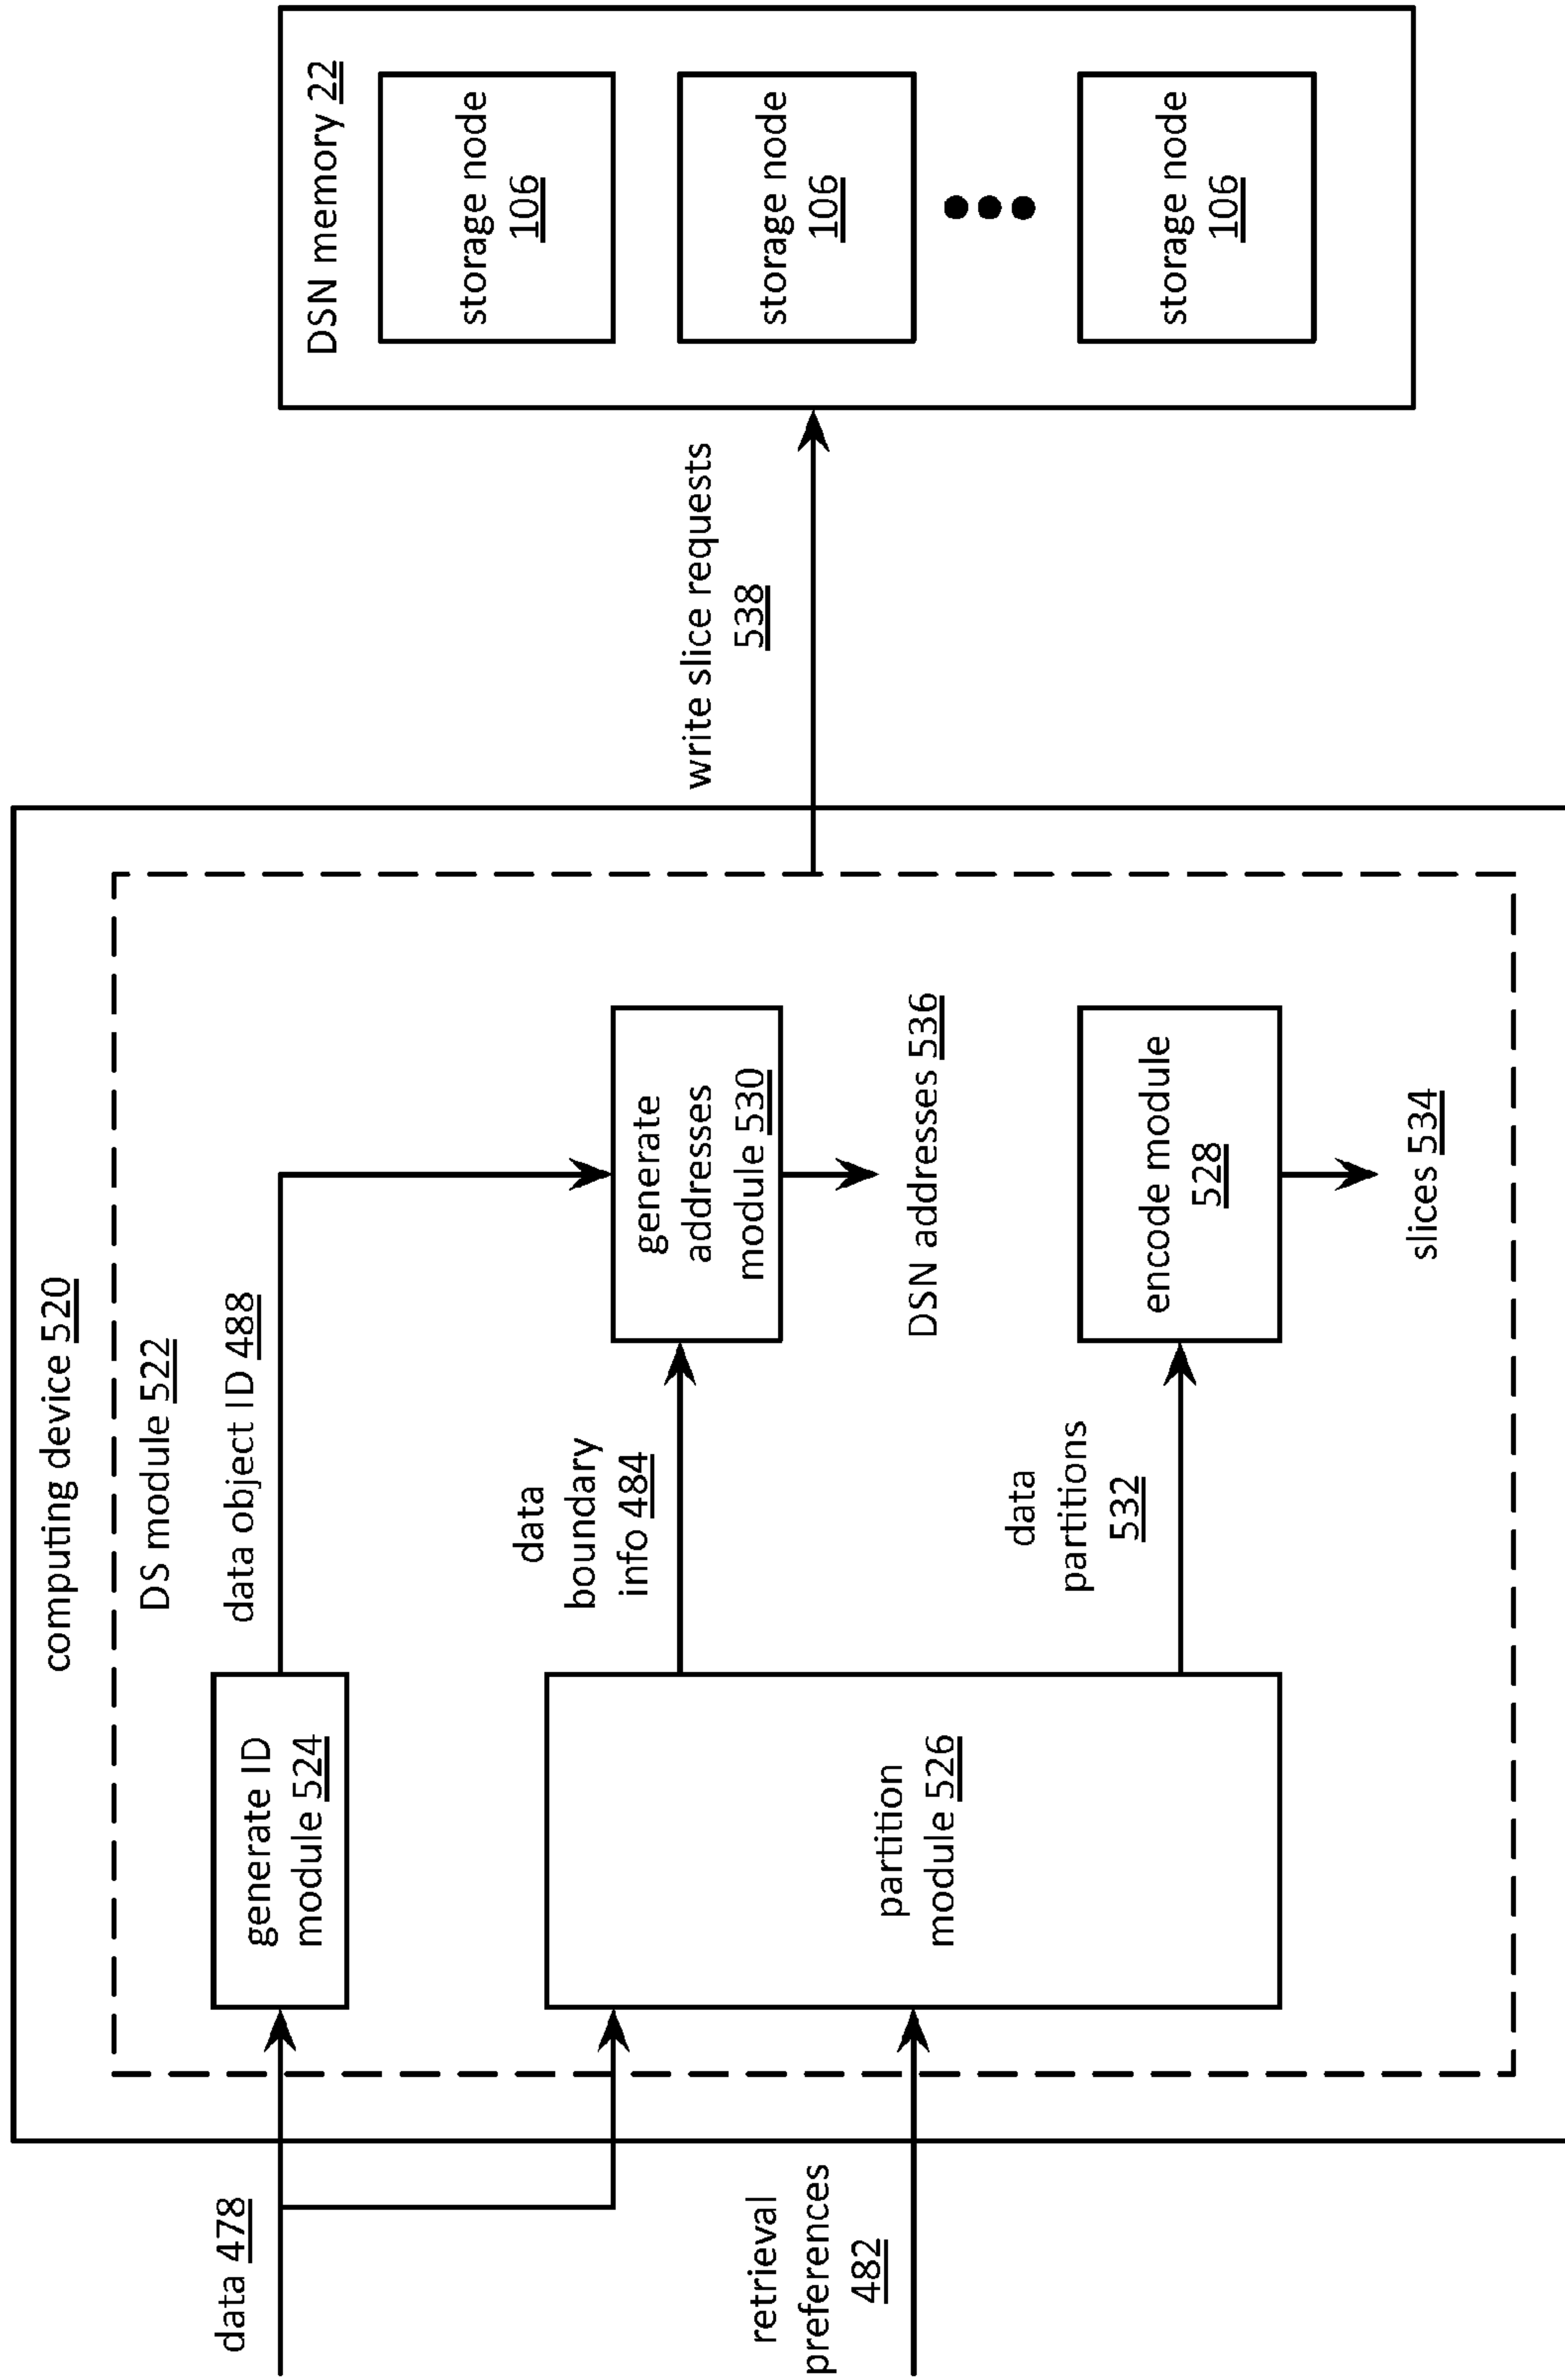 computing device 520
DS module 522
data 478
generate ID
module 524
data object ID 488
retrieval
preferences
482
partition
module 526
data
boundary
info 484
generate
addresses
module 530
DSN addresses 536
data
partitions
532
encode module
528
slices 534
write slice requests
538
DSN memory 22
storage node
106
storage node
106
storage node
106